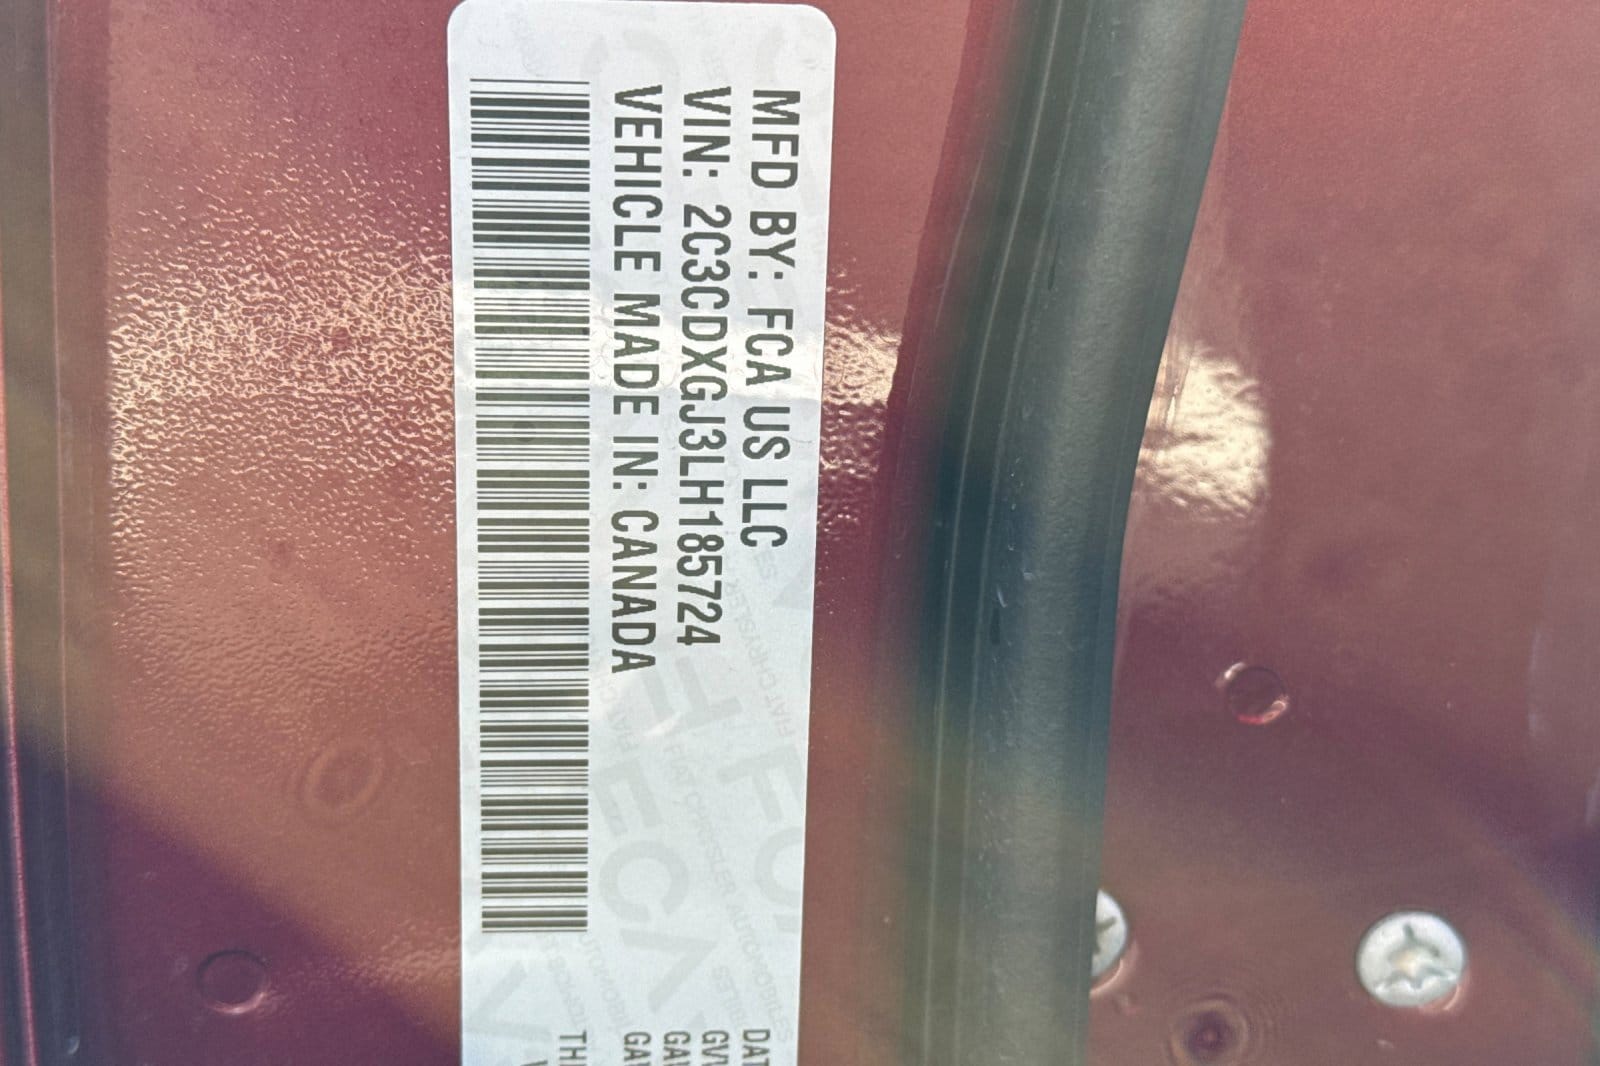 MFD BY: FCA US LLC
VIN: 2C3CDXGJ3LH185724
VEHICLE MADE IN: CANADA